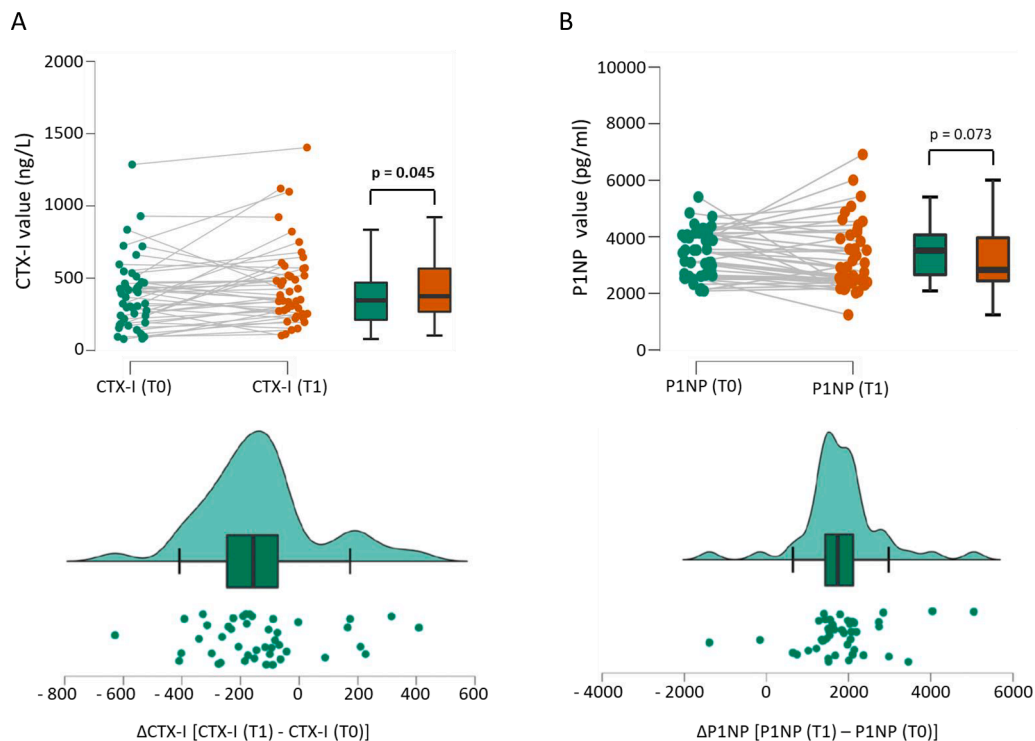 A
B
2000
1500
1000
500
0
CTX-I value (ng/L)
p = 0.045
CTX-I (T0)
CTX-I (T1)
10000
8000
6000
4000
2000
0
P1NP value (pg/ml)
p = 0.073
P1NP (T0)
P1NP (T1)
- 800
- 600
- 400
- 200
0
200
400
600
ΔCTX-I [CTX-I (T1) - CTX-I (T0)]
- 4000
- 2000
0
2000
4000
6000
ΔP1NP [P1NP (T1) – P1NP (T0)]